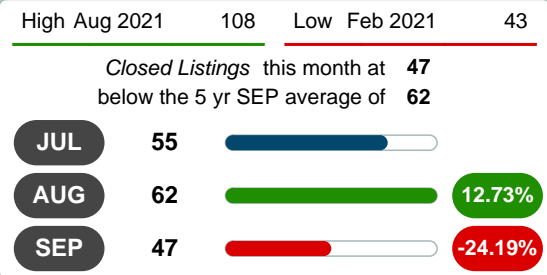 High Aug 2021 108 Low Feb 2021 43
Closed Listings this month at 47
below the 5 yr SEP average of 62
JUL 55
AUG 62 12.73%
SEP 47 -24.19%